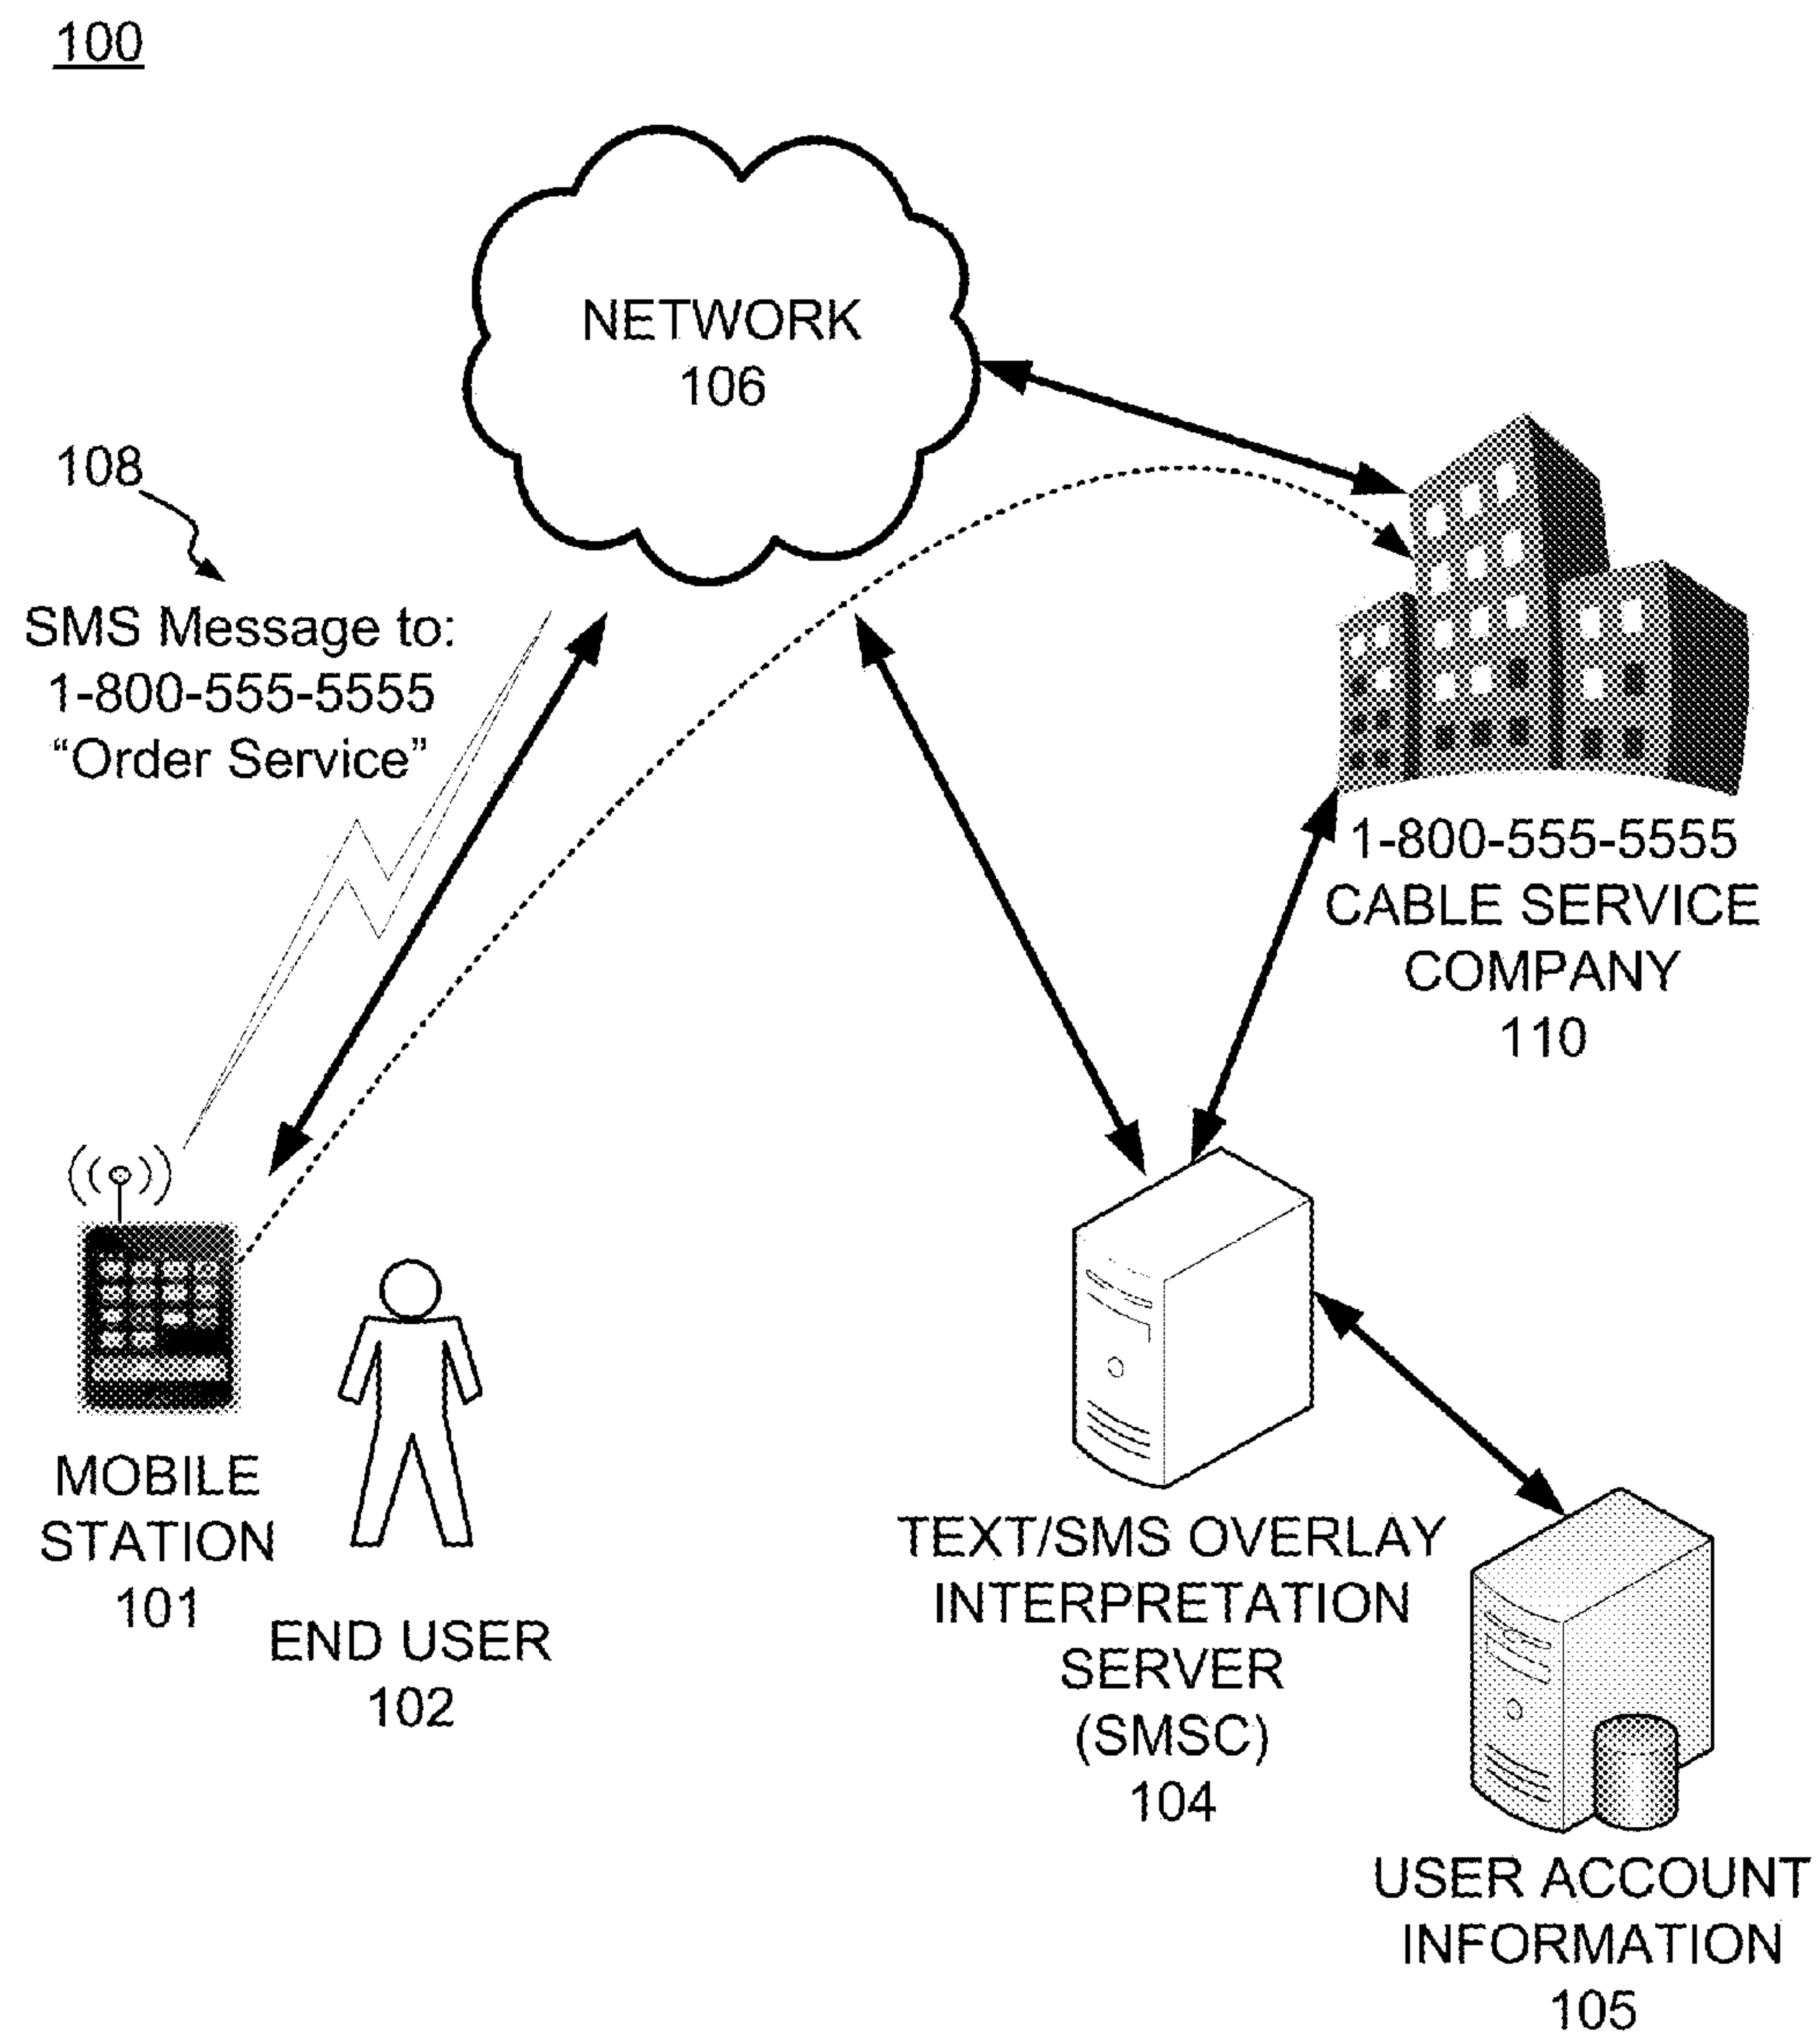 100
NETWORK
106
108
SMS Message to:
1-800-555-5555
“Order Service”
1-800-555-5555
CABLE SERVICE
COMPANY
110
MOBILE
STATION
101
END USER
102
TEXT/SMS OVERLAY
INTERPRETATION
SERVER
(SMSC)
104
USER ACCOUNT
INFORMATION
105